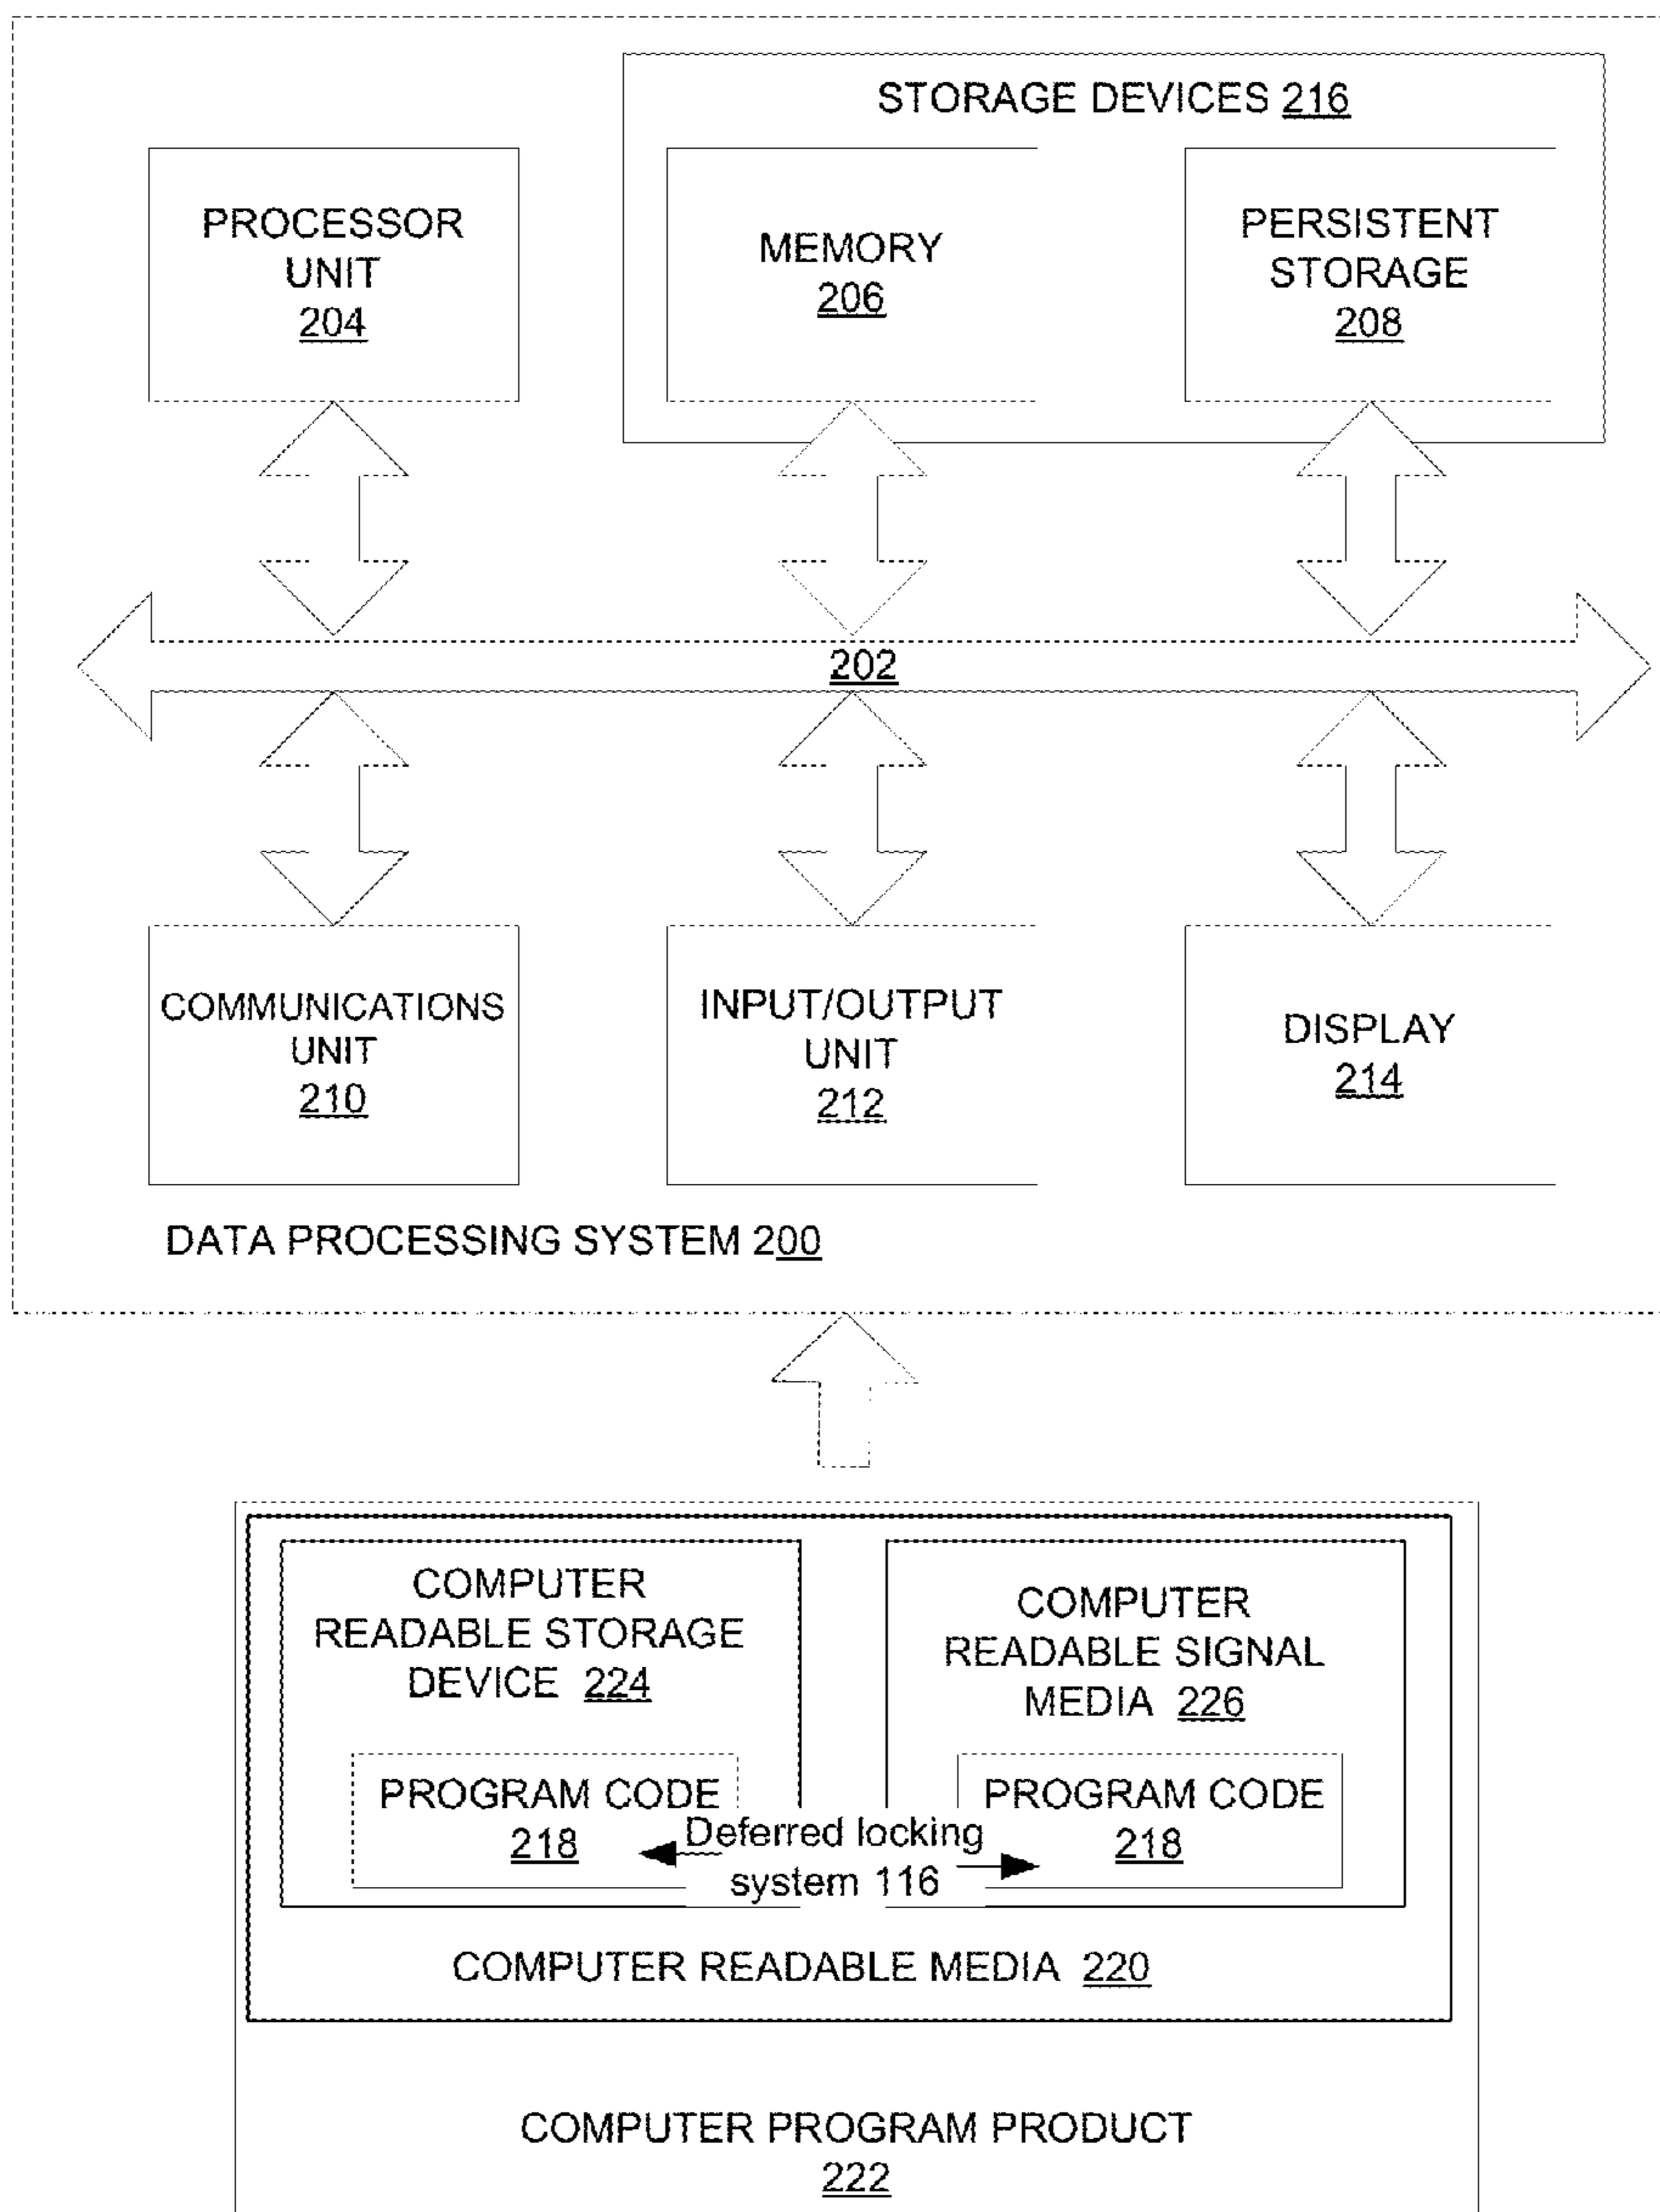 STORAGE DEVICES 216
PROCESSOR
UNIT
204
MEMORY
206
PERSISTENT
STORAGE
208
202
COMMUNICATIONS
UNIT
210
INPUT/OUTPUT
UNIT
212
DISPLAY
214
DATA PROCESSING SYSTEM 200
COMPUTER
READABLE STORAGE
DEVICE 224
COMPUTER
READABLE SIGNAL
MEDIA 226
PROGRAM CODE
218
PROGRAM CODE
218
Deferred locking
system 116
COMPUTER READABLE MEDIA 220
COMPUTER PROGRAM PRODUCT
222